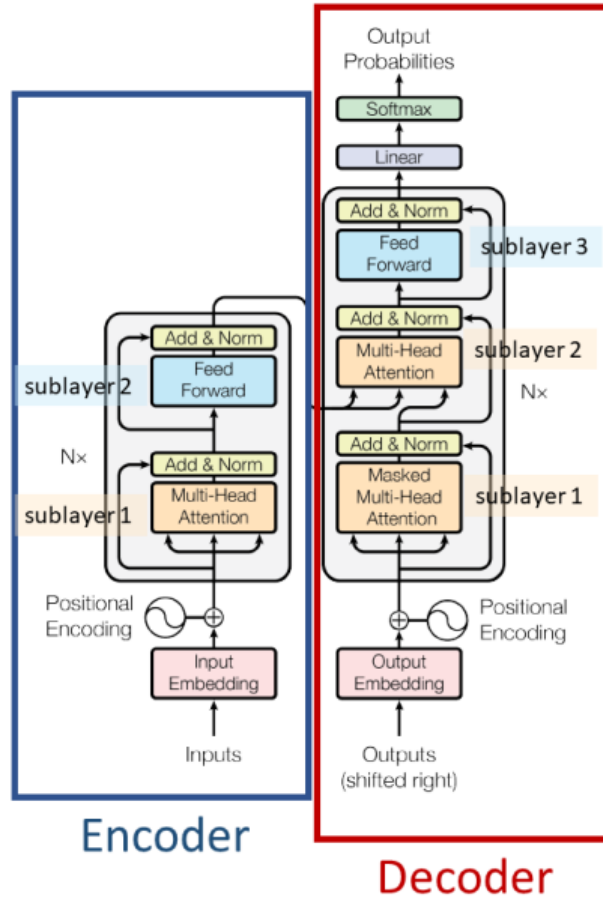 Output
Probabilities
Softmax
Linear
Add & Norm
Feed
Forward
sublayer 3
Add & Norm
Multi-Head
Attention
sublayer 2
N×
Add & Norm
Masked
Multi-Head
Attention
sublayer 1
Positional
Encoding
Output
Embedding
Outputs
(shifted right)
Decoder
Add & Norm
Feed
Forward
sublayer 2
N×
Add & Norm
Multi-Head
Attention
sublayer 1
Positional
Encoding
Input
Embedding
Inputs
Encoder